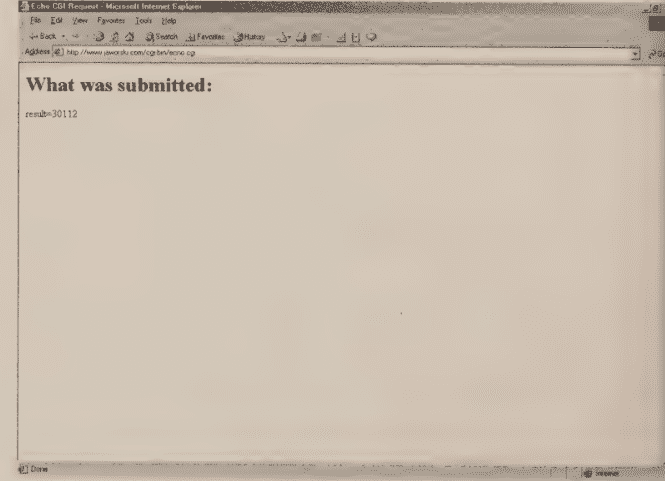 Echo CGI Request - Microsoft Internet Explorer
File Edit View Favorites Tools Help
Back Search Favorites History
Address http://www.jaworski.com/cgi-bin/echo.cgi
What was submitted:
result=30112
Done Internet